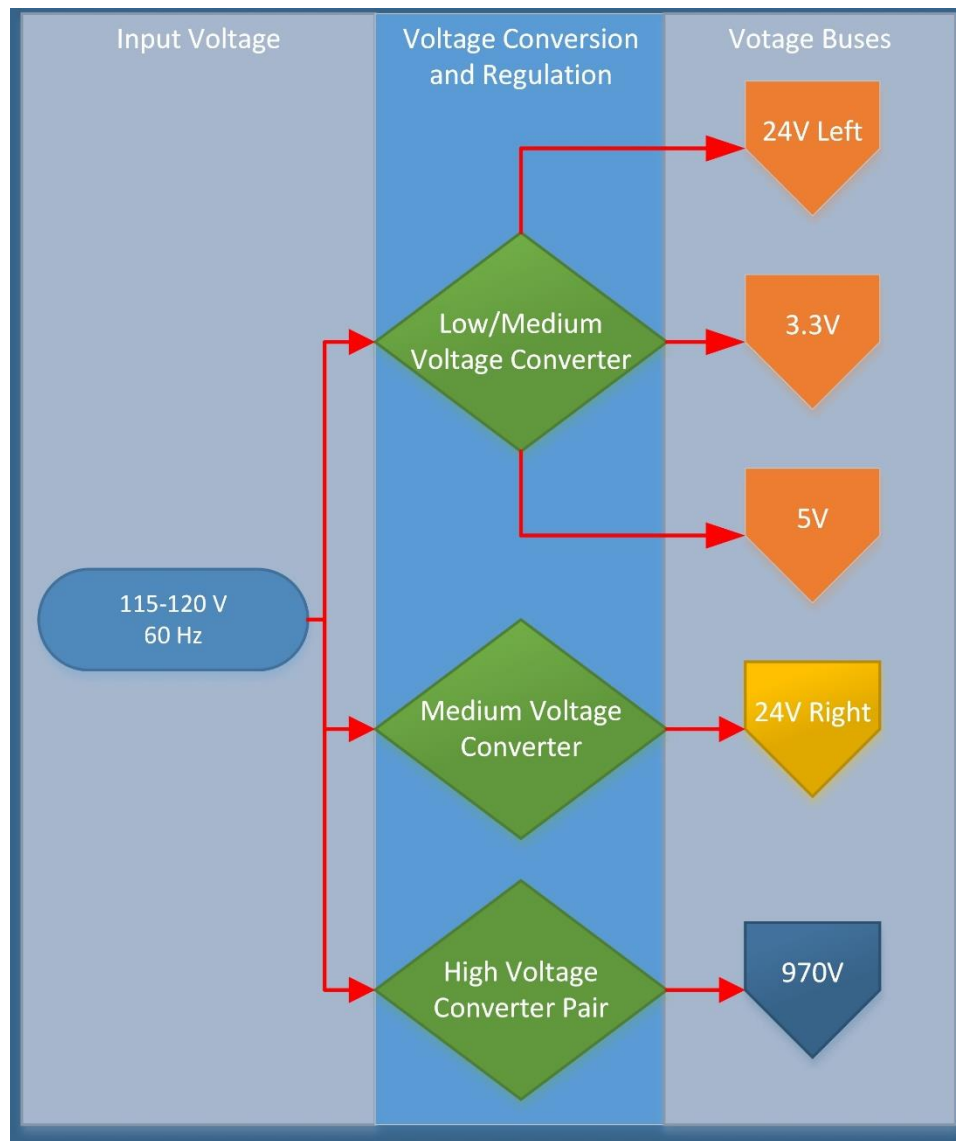 Input Voltage
Voltage Conversion
and Regulation
Votage Buses
24V Left
Low/Medium
Voltage Converter
3.3V
5V
115-120 V
60 Hz
Medium Voltage
Converter
24V Right
High Voltage
Converter Pair
970V